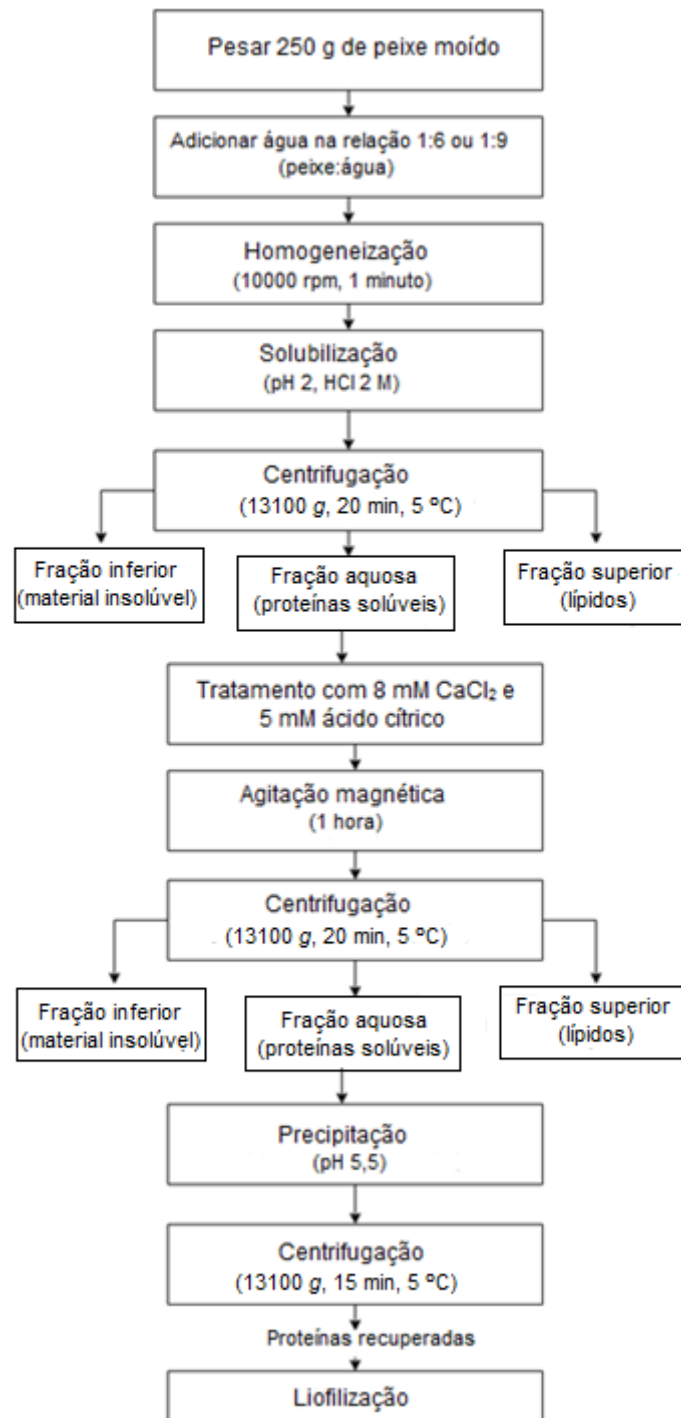 Pesar 250 g de peixe moído
Adicionar água na relação 1:6 ou 1:9
(peixe:água)
Homogeneização
(10000 rpm, 1 minuto)
Solubilização
(pH 2, HCl 2 M)
Centrifugação
(13100 g, 20 min, 5 ºC)
Fração inferior
(material insolúvel)
Fração aquosa
(proteínas solúveis)
Fração superior
(lípidos)
Tratamento com 8 mM CaCl₂ e
5 mM ácido cítrico
Agitação magnética
(1 hora)
Centrifugação
(13100 g, 20 min, 5 ºC)
Fração inferior
(material insolúvel)
Fração aquosa
(proteínas solúveis)
Fração superior
(lípidos)
Precipitação
(pH 5,5)
Centrifugação
(13100 g, 15 min, 5 ºC)
Proteínas recuperadas
Liofilização